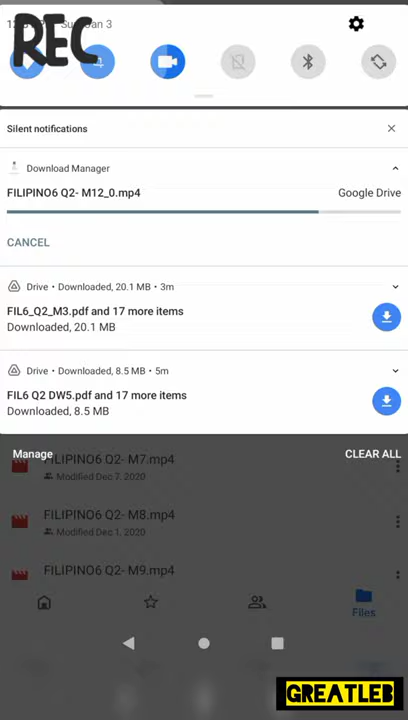 REC
Silent notifications
Download Manager
FILIPINO6 Q2- M12_0.mp4
Google Drive
CANCEL
Drive • Downloaded, 20.1 MB • 3m
FIL6_Q2_M3.pdf and 17 more items
Downloaded, 20.1 MB
Drive • Downloaded, 8.5 MB • 5m
FIL6 Q2 DW5.pdf and 17 more items
Downloaded, 8.5 MB
Manage
CLEAR ALL
FILIPINO6 Q2- M7.mp4
Modified Dec 7, 2020
FILIPINO6 Q2- M8.mp4
Modified Dec 1, 2020
FILIPINO6 Q2- M9.mp4
Files
GREATLEB